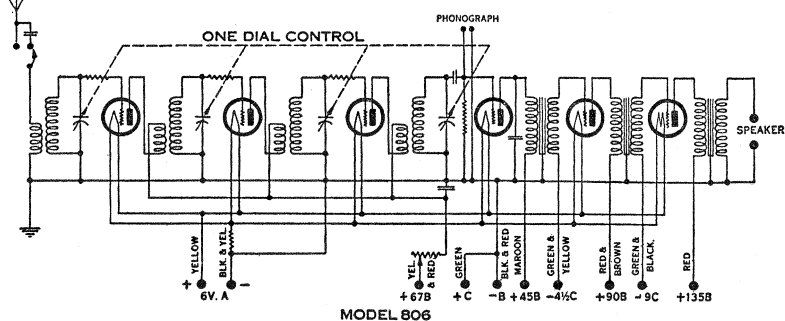 PHONOGRAPH
ONE DIAL CONTROL
SPEAKER
YELLOW
BLK. & YEL.
YEL. & RED
GREEN
BLK. & RED
MAROON
GREEN & YELLOW
RED & BROWN
GREEN & BLACK.
RED
+ 6V. A –
+67B
+C
-B
+45B
-4½C
+90B
-9C
+135B
MODEL 806